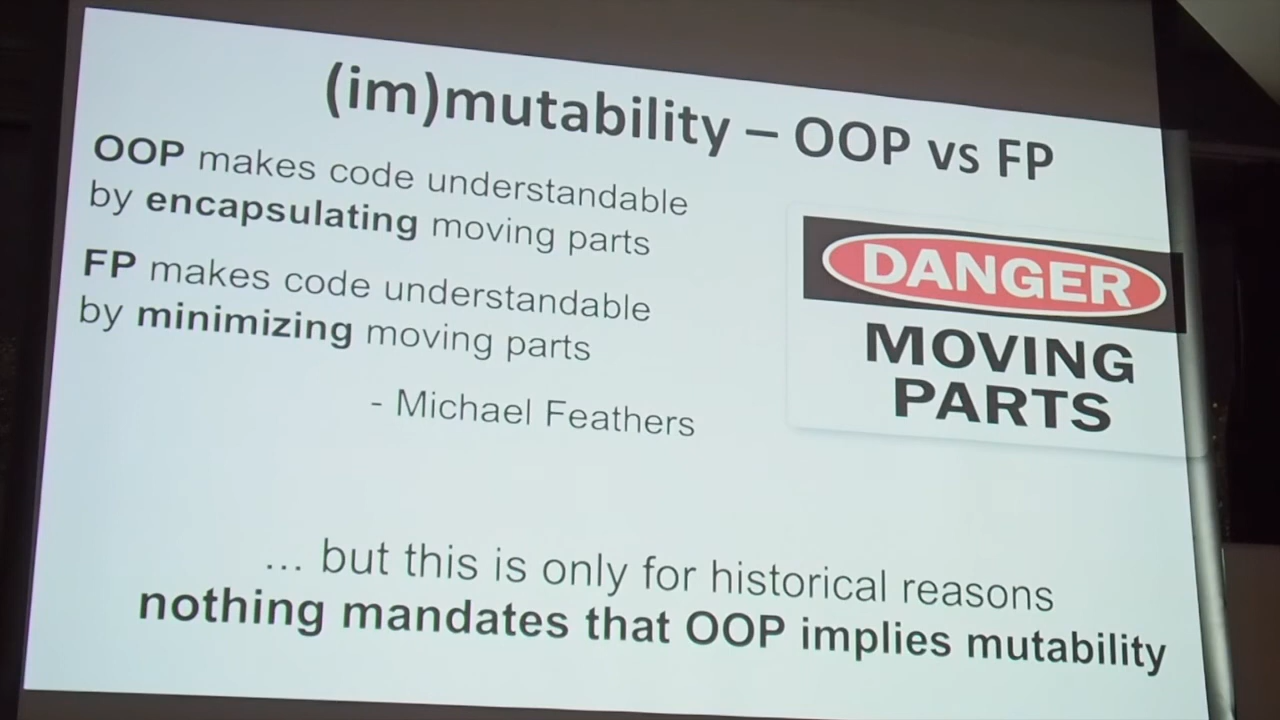 (im)mutability – OOP vs FP
OOP makes code understandable
by encapsulating moving parts
FP makes code understandable
by minimizing moving parts
- Michael Feathers
DANGER
MOVING
PARTS
... but this is only for historical reasons
nothing mandates that OOP implies mutability